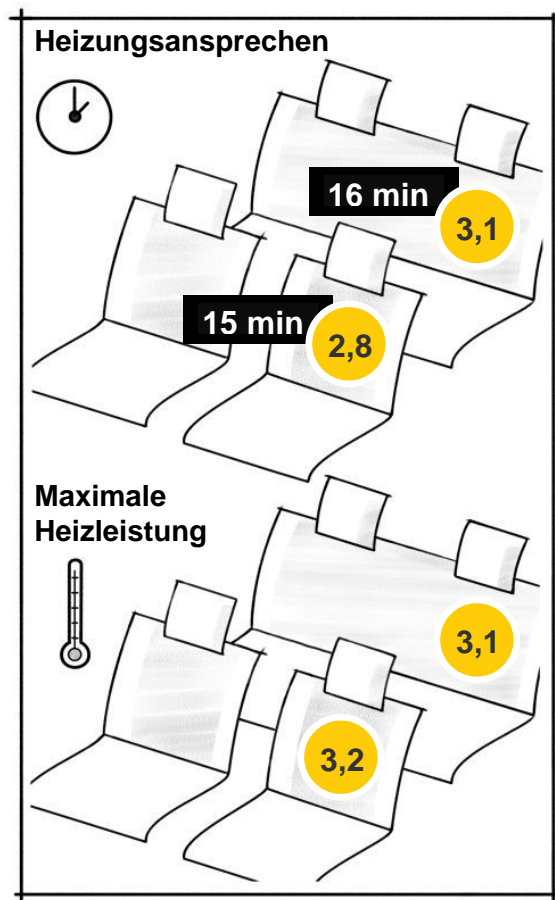 Heizungsansprechen
16 min
3,1
15 min
2,8
Maximale
Heizleistung
3,1
3,2